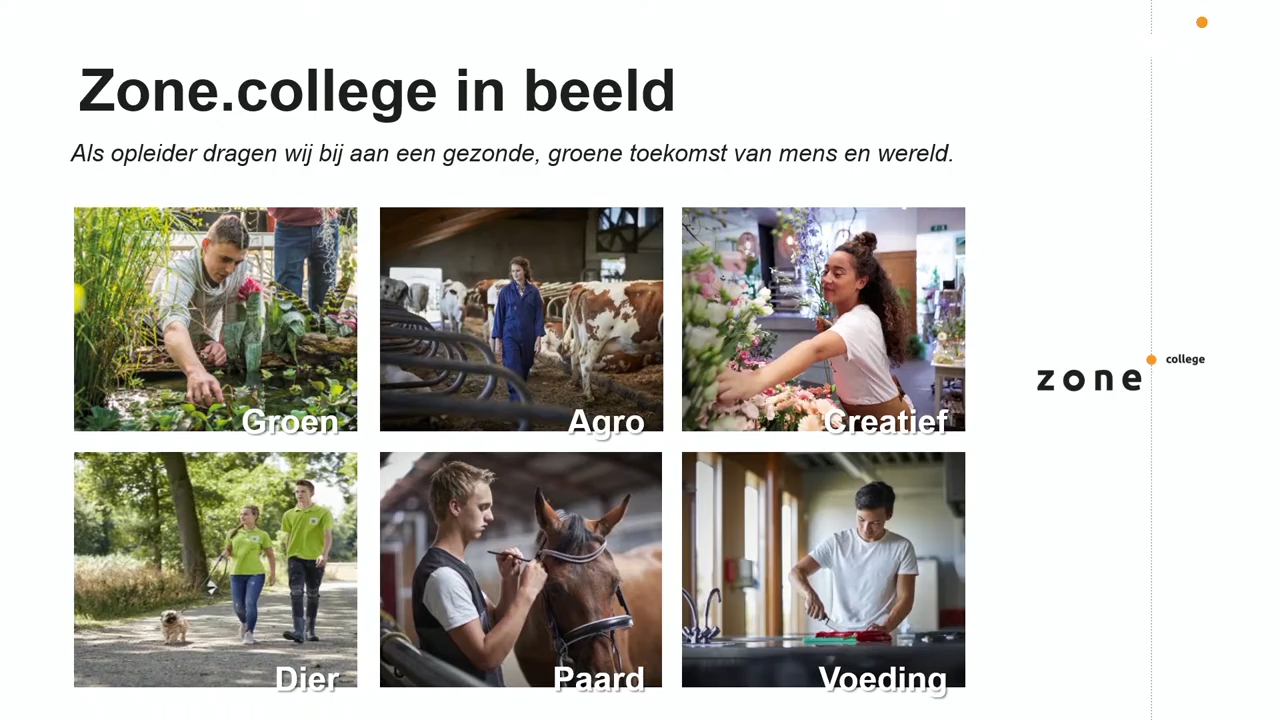 Zone.college in beeld
Als opleider dragen wij bij aan een gezonde, groene toekomst van mens en wereld.
Groen
Agro
Creatief
college
zone
Dier
Paard
Voeding